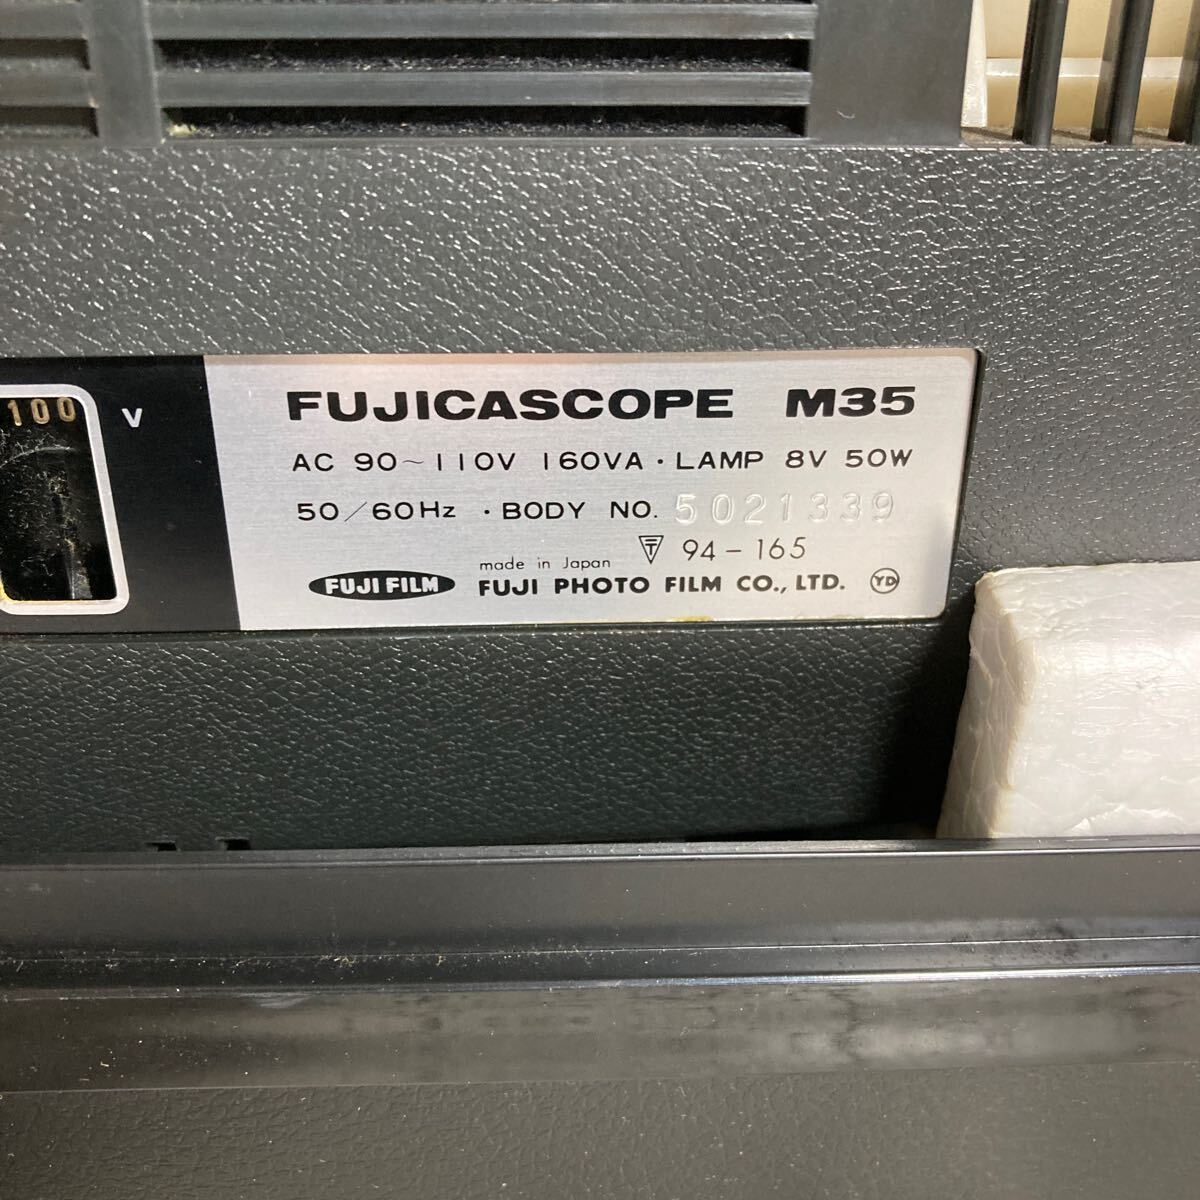 100 V
FUJICASCOPE M35
AC 90~110V 160VA・LAMP 8V 50W
50/60Hz ・BODY NO. 5021339
T 94-165
made in Japan
FUJI FILM FUJI PHOTO FILM CO., LTD. YD